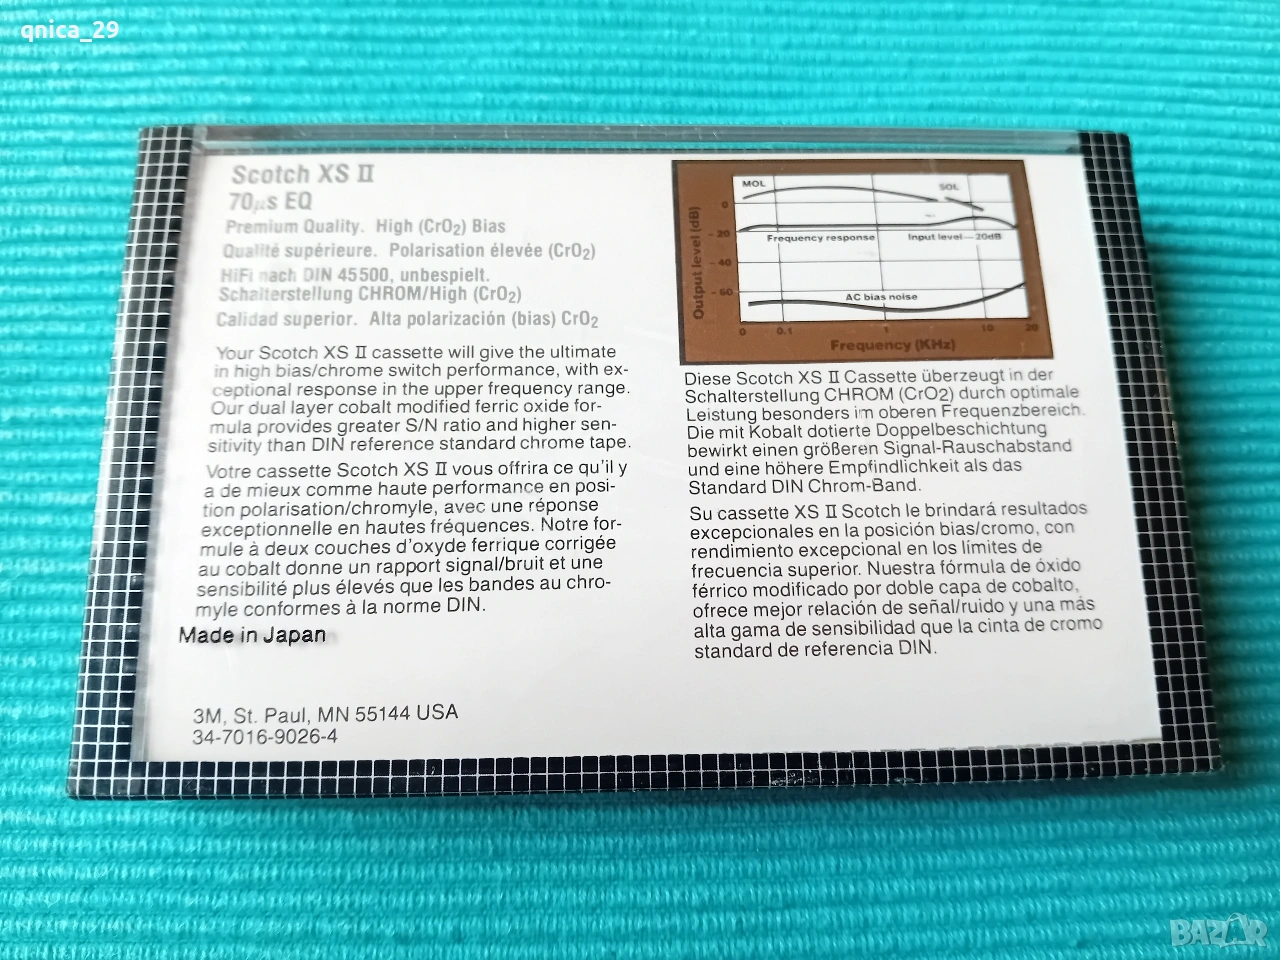 qnica_29
Scotch XS II
70µs EQ
Premium Quality. High (CrO2) Bias
Qualité supérieure. Polarisation élevée (CrO2)
HiFi nach DIN 45500, unbespielt.
Schalterstellung CHROM/High (CrO2)
Calidad superior. Alta polarización (bias) CrO2
Your Scotch XS II cassette will give the ultimate
in high bias/chrome switch performance, with ex-
ceptional response in the upper frequency range.
Our dual layer cobalt modified ferric oxide for-
mula provides greater S/N ratio and higher sen-
sitivity than DIN reference standard chrome tape.
Votre cassette Scotch XS II vous offrira ce qu'il y
a de mieux comme haute performance en posi-
tion polarisation/chromyle, avec une réponse
exceptionnelle en hautes fréquences. Notre for-
mule à deux couches d'oxyde ferrique corrigée
au cobalt donne un rapport signal/bruit et une
sensibilité plus élevés que les bandes au chro-
myle conformes à la norme DIN.
Made in Japan
3M, St. Paul, MN 55144 USA
34-7016-9026-4
MOL
SOL
Output level (dB)
0
-20
-40
-60
Frequency response
Input level—20dB
AC bias noise
0 0.1 1 10 20
Frequency (KHz)
Diese Scotch XS II Cassette überzeugt in der
Schalterstellung CHROM (CrO2) durch optimale
Leistung besonders im oberen Frequenzbereich.
Die mit Kobalt dotierte Doppelbeschichtung
bewirkt einen größeren Signal-Rauschabstand
und eine höhere Empfindlichkeit als das
Standard DIN Chrom-Band.
Su cassette XS II Scotch le brindará resultados
excepcionales en la posición bias/cromo, con
rendimiento excepcional en los límites de
frecuencia superior. Nuestra fórmula de óxido
férrico modificado por doble capa de cobalto,
ofrece mejor relación de señal/ruido y una más
alta gama de sensibilidad que la cinta de cromo
standard de referencia DIN.
BAZAR